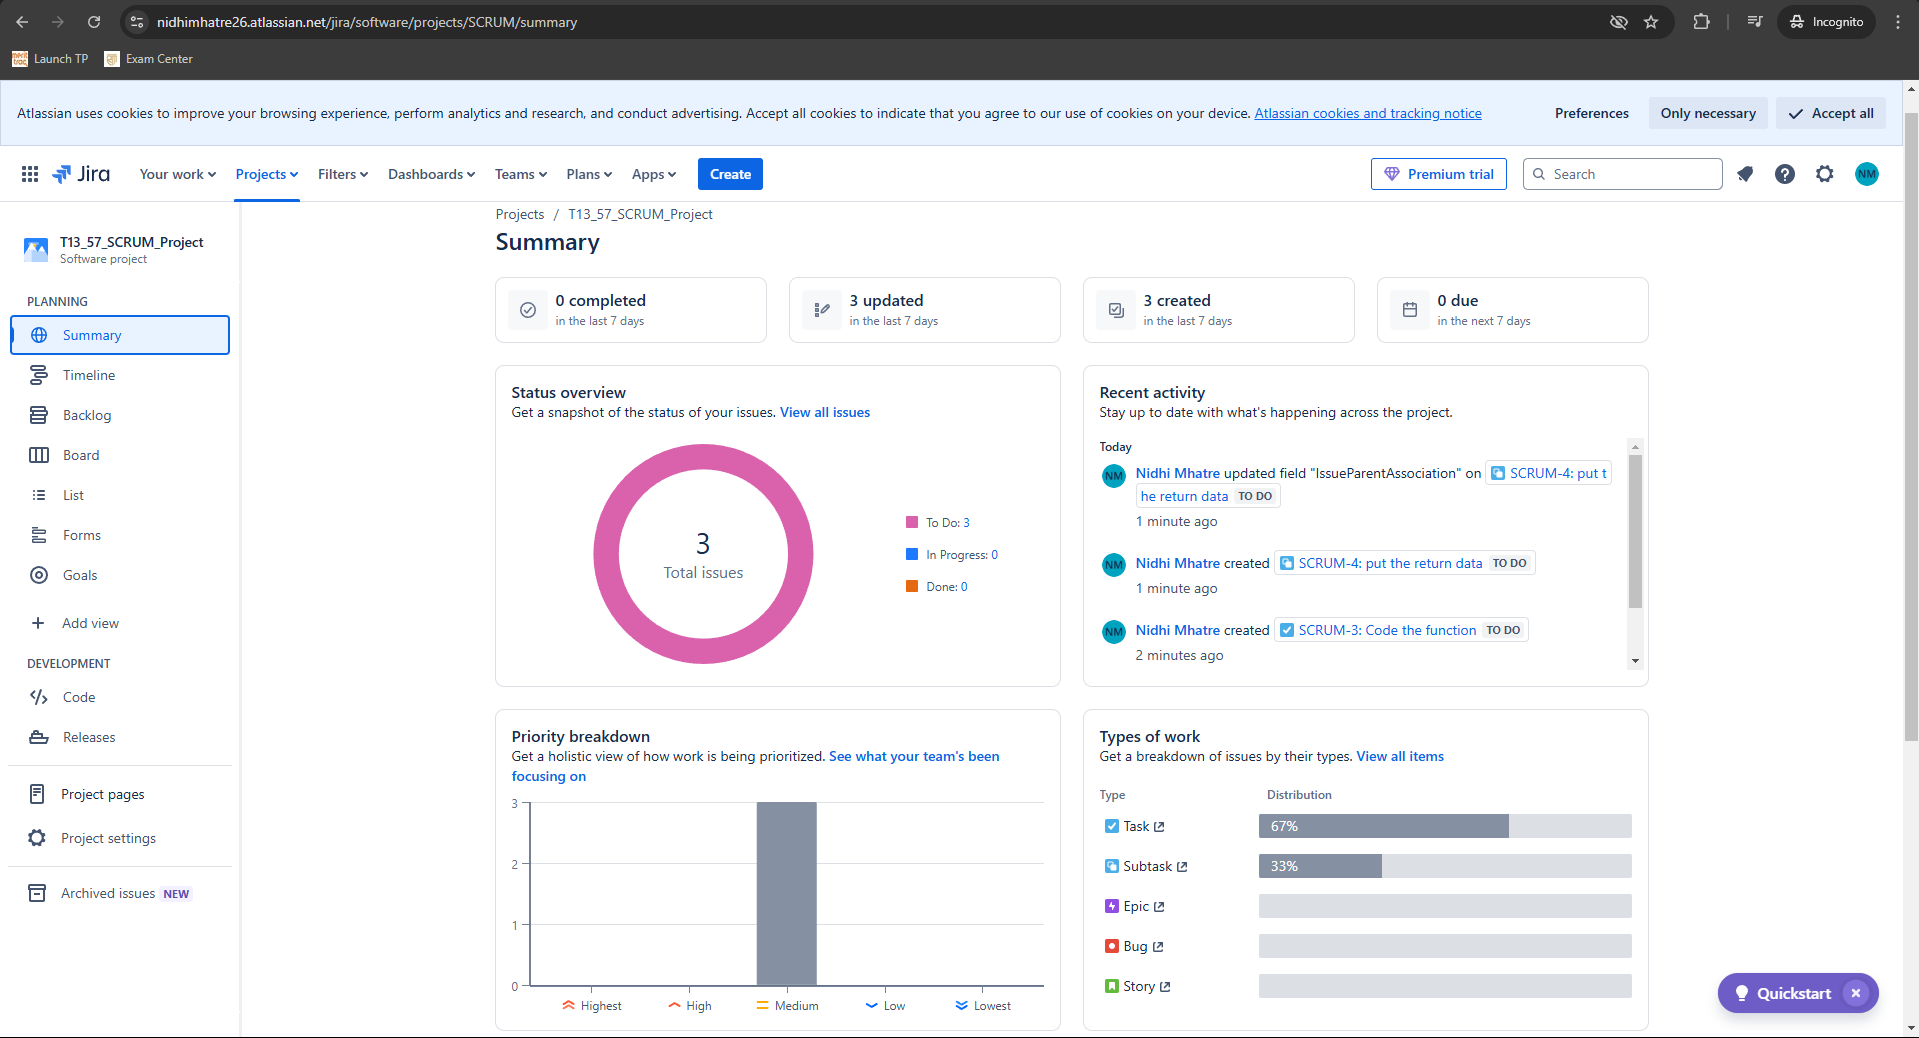 nidhimhatre26.atlassian.net/jira/software/projects/SCRUM/summary
Incognito
Launch TP
Exam Center
Atlassian uses cookies to improve your browsing experience, perform analytics and research, and conduct advertising. Accept all cookies to indicate that you agree to our use of cookies on your device. Atlassian cookies and tracking notice
Preferences
Only necessary
Accept all
Jira
Your work
Projects
Filters
Dashboards
Teams
Plans
Apps
Create
Premium trial
Search
NM
T13_57_SCRUM_Project
Software project
PLANNING
Summary
Timeline
Backlog
Board
List
Forms
Goals
Add view
DEVELOPMENT
Code
Releases
Project pages
Project settings
Archived issues NEW
Projects / T13_57_SCRUM_Project
Summary
0 completed
in the last 7 days
3 updated
in the last 7 days
3 created
in the last 7 days
0 due
in the next 7 days
Status overview
Get a snapshot of the status of your issues. View all issues
3
Total issues
To Do: 3
In Progress: 0
Done: 0
Recent activity
Stay up to date with what's happening across the project.
Today
NM
Nidhi Mhatre updated field "IssueParentAssociation" on SCRUM-4: put t
he return data TO DO
1 minute ago
NM
Nidhi Mhatre created SCRUM-4: put the return data TO DO
1 minute ago
NM
Nidhi Mhatre created SCRUM-3: Code the function TO DO
2 minutes ago
Priority breakdown
Get a holistic view of how work is being prioritized. See what your team's been
focusing on
3
2
1
0
Highest
High
Medium
Low
Lowest
Types of work
Get a breakdown of issues by their types. View all items
Type
Distribution
Task
67%
Subtask
33%
Epic
Bug
Story
Quickstart